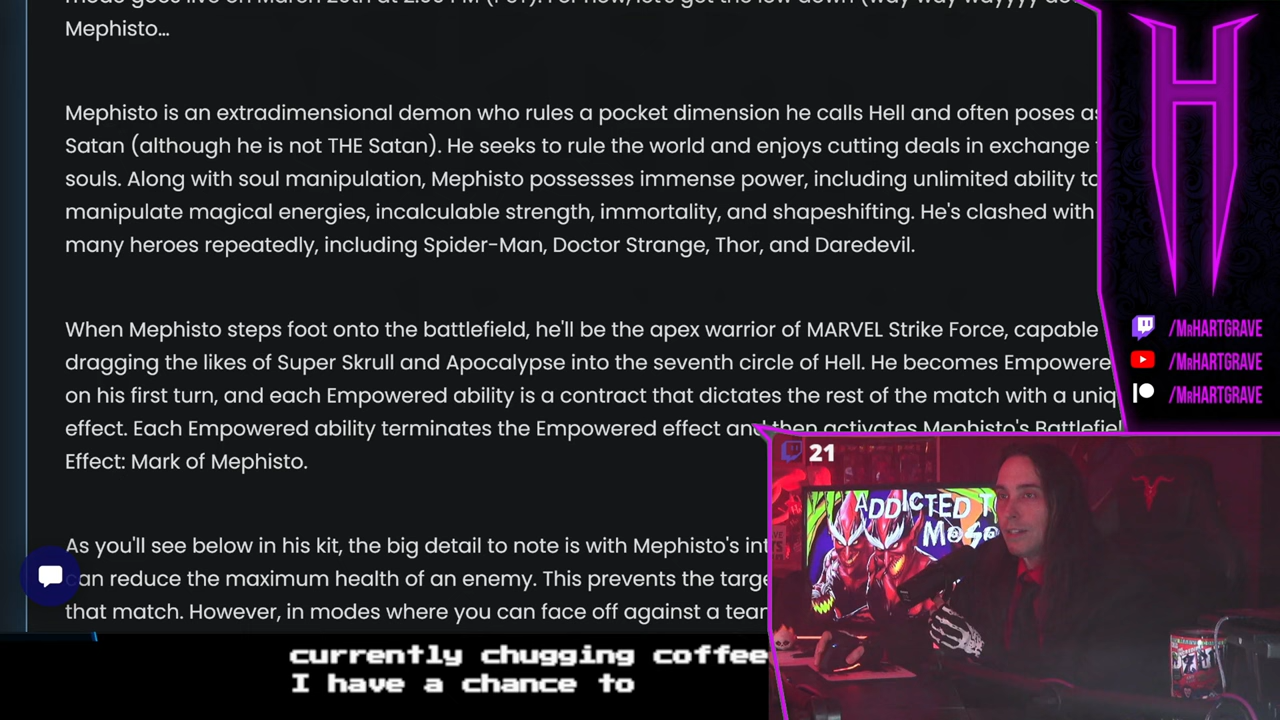 Mephisto…
Mephisto is an extradimensional demon who rules a pocket dimension he calls Hell and often poses as
Satan (although he is not THE Satan). He seeks to rule the world and enjoys cutting deals in exchange
souls. Along with soul manipulation, Mephisto possesses immense power, including unlimited ability to
manipulate magical energies, incalculable strength, immortality, and shapeshifting. He's clashed with
many heroes repeatedly, including Spider-Man, Doctor Strange, Thor, and Daredevil.
When Mephisto steps foot onto the battlefield, he'll be the apex warrior of MARVEL Strike Force, capable
dragging the likes of Super Skrull and Apocalypse into the seventh circle of Hell. He becomes Empowere
on his first turn, and each Empowered ability is a contract that dictates the rest of the match with a uniq
effect. Each Empowered ability terminates the Empowered effect and then activates Mephisto's Battlefiel
Effect: Mark of Mephisto.
As you'll see below in his kit, the big detail to note is with Mephisto's int
can reduce the maximum health of an enemy. This prevents the targe
that match. However, in modes where you can face off against a tear
currently chugging coffee
I have a chance to
H
/MrHartgrave
/MrHartgrave
/MrHartgrave
21
ADDICTED T